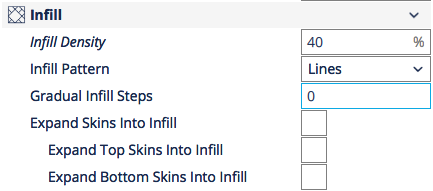 Infill
Infill Density 40 %
Infill Pattern Lines
Gradual Infill Steps 0
Expand Skins Into Infill
Expand Top Skins Into Infill
Expand Bottom Skins Into Infill